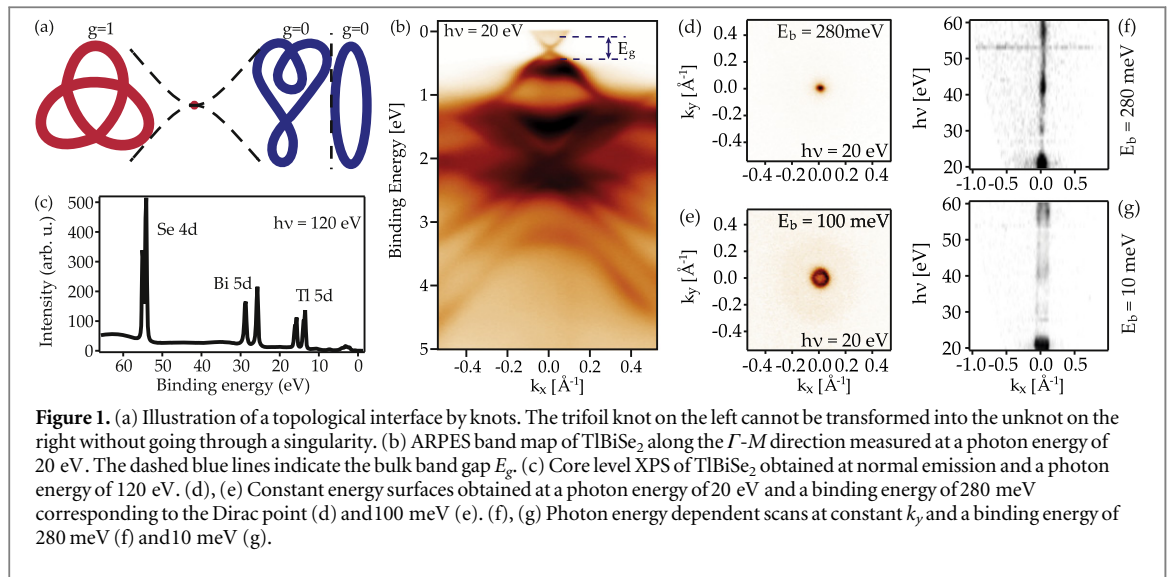 (a)
g=1
g=0
g=0
(b)
hν = 20 eV
E_g
Binding Energy [eV]
0
1
2
3
4
5
-0.4 -0.2 0.0 0.2 0.4
k_x [Å⁻¹]
(c)
Intensity (arb. u.)
500
400
300
200
100
0
hν = 120 eV
Se 4d
Bi 5d
Tl 5d
60 50 40 30 20 10 0
Binding energy (eV)
(d)
E_b = 280meV
k_y [Å⁻¹]
0.4
0.2
0.0
-0.2
-0.4
hν = 20 eV
-0.4 -0.2 0.0 0.2 0.4
(e)
E_b = 100 meV
k_y [Å⁻¹]
0.4
0.2
0.0
-0.2
-0.4
hν = 20 eV
-0.4 -0.2 0.0 0.2 0.4
k_x [Å⁻¹]
(f)
hν [eV]
60
50
40
30
20
-1.0 -0.5 0.0 0.5
E_b = 280 meV
(g)
hν [eV]
60
50
40
30
20
-1.0 -0.5 0.0 0.5
k_x [Å⁻¹]
E_b = 10 meV
Figure 1. (a) Illustration of a topological interface by knots. The trifoil knot on the left cannot be transformed into the unknot on the
right without going through a singularity. (b) ARPES band map of TlBiSe₂ along the Γ-M direction measured at a photon energy of
20 eV. The dashed blue lines indicate the bulk band gap E_g. (c) Core level XPS of TlBiSe₂ obtained at normal emission and a photon
energy of 120 eV. (d), (e) Constant energy surfaces obtained at a photon energy of 20 eV and a binding energy of 280 meV
corresponding to the Dirac point (d) and 100 meV (e). (f), (g) Photon energy dependent scans at constant k_y and a binding energy of
280 meV (f) and 10 meV (g).